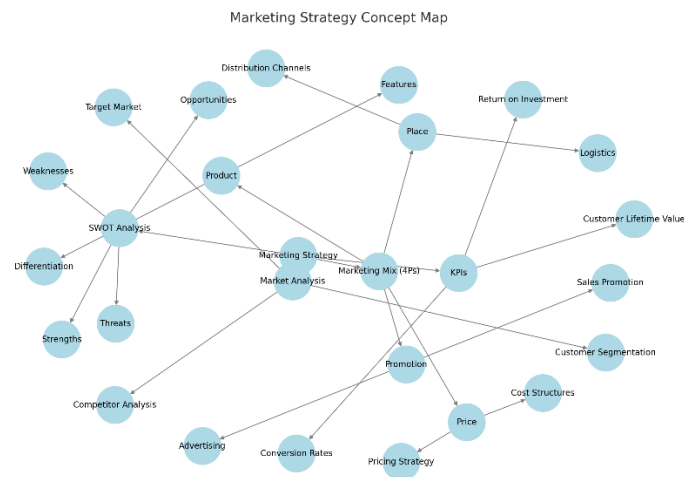 Marketing Strategy Concept Map
Distribution Channels
Features
Return on Investment
Opportunities
Target Market
Place
Logistics
Weaknesses
Product
Customer Lifetime Value
SWOT Analysis
Marketing Strategy
Differentiation
Marketing Mix (4Ps)
KPIs
Market Analysis
Sales Promotion
Threats
Strengths
Customer Segmentation
Promotion
Cost Structures
Competitor Analysis
Price
Advertising
Conversion Rates
Pricing Strategy